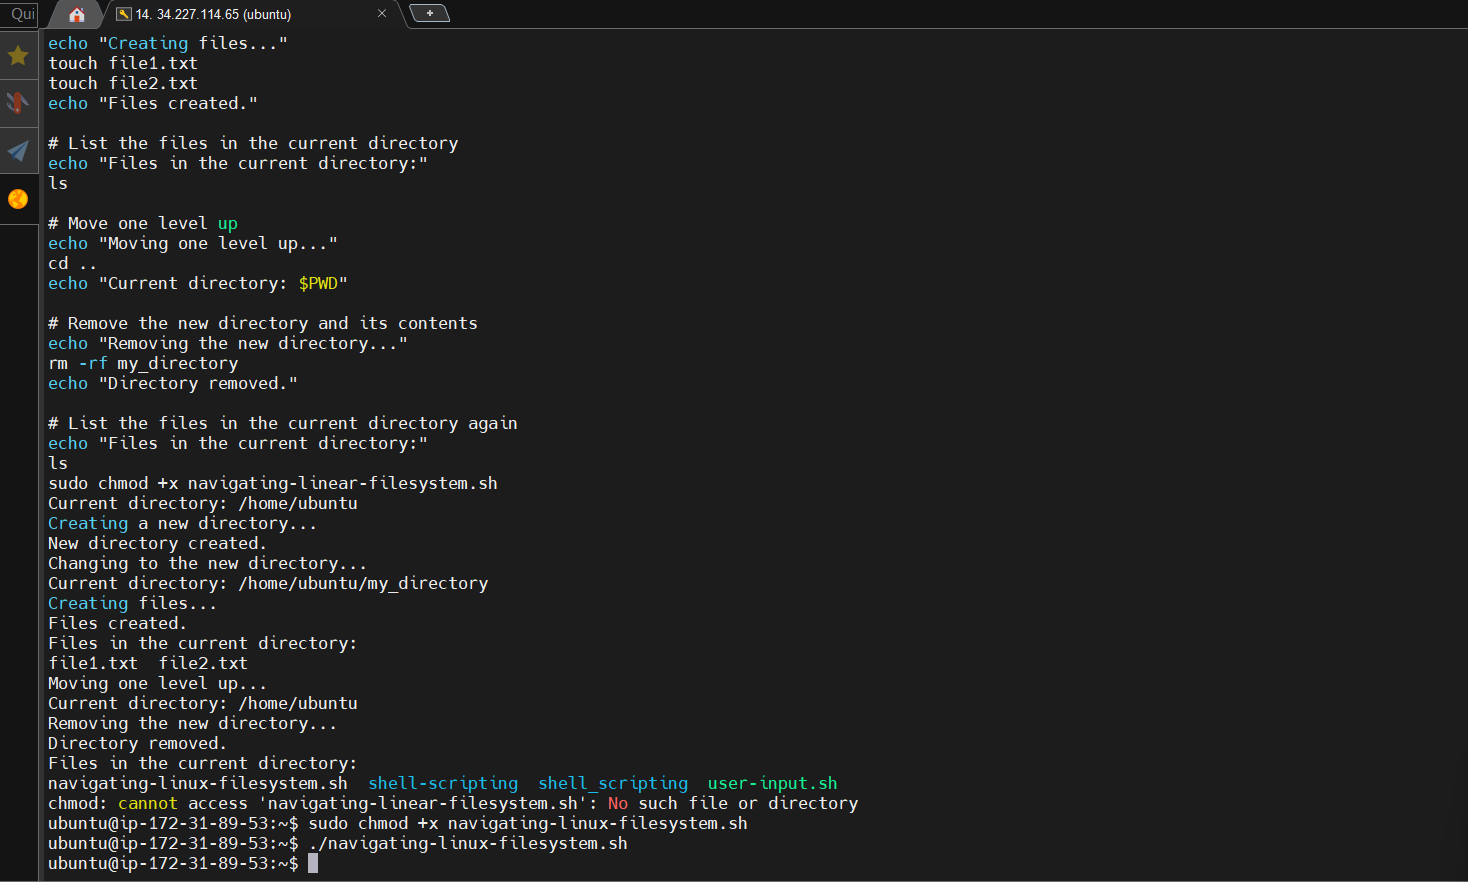 Qui
14. 34.227.114.65 (ubuntu)
echo "Creating files..."
touch file1.txt
touch file2.txt
echo "Files created."
# List the files in the current directory
echo "Files in the current directory:"
ls
# Move one level up
echo "Moving one level up..."
cd ..
echo "Current directory: $PWD"
# Remove the new directory and its contents
echo "Removing the new directory..."
rm -rf my_directory
echo "Directory removed."
# List the files in the current directory again
echo "Files in the current directory:"
ls
sudo chmod +x navigating-linear-filesystem.sh
Current directory: /home/ubuntu
Creating a new directory...
New directory created.
Changing to the new directory...
Current directory: /home/ubuntu/my_directory
Creating files...
Files created.
Files in the current directory:
file1.txt  file2.txt
Moving one level up...
Current directory: /home/ubuntu
Removing the new directory...
Directory removed.
Files in the current directory:
navigating-linux-filesystem.sh  shell-scripting  shell_scripting  user-input.sh
chmod: cannot access 'navigating-linear-filesystem.sh': No such file or directory
ubuntu@ip-172-31-89-53:~$ sudo chmod +x navigating-linux-filesystem.sh
ubuntu@ip-172-31-89-53:~$ ./navigating-linux-filesystem.sh
ubuntu@ip-172-31-89-53:~$